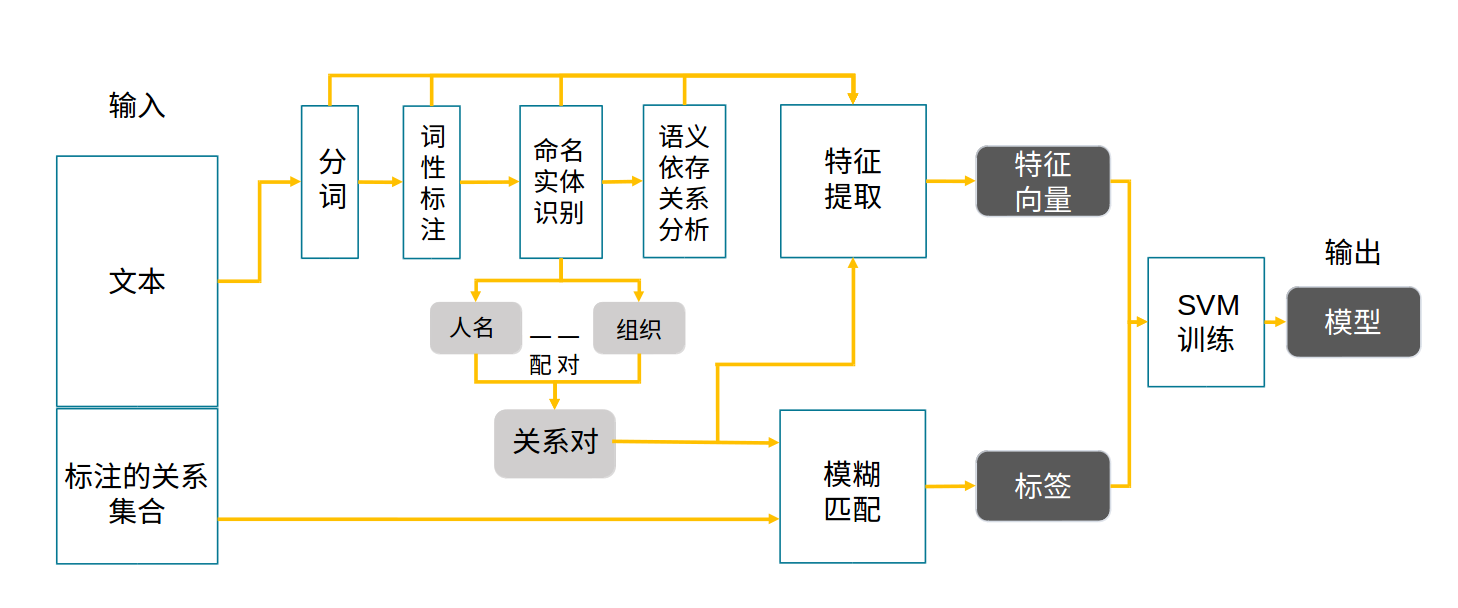 输入
文本
标注的关系
集合
分
词
词
性
标
注
命名
实体
识别
语义
依存
关系
分析
人名
一一
配 对
组织
关系对
特征
提取
模糊
匹配
特征
向量
标签
SVM
训练
输出
模型